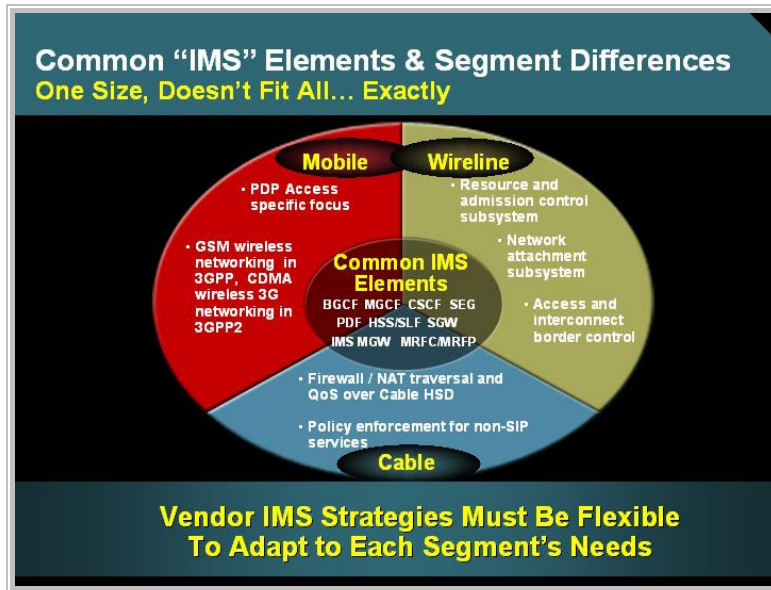 Common “IMS” Elements & Segment Differences
One Size, Doesn’t Fit All... Exactly
Mobile
• PDP Access
specific focus
• GSM wireless
networking in
3GPP, CDMA
wireless 3G
networking in
3GPP2
Wireline
• Resource and
admission control
subsystem
• Network
attachment
subsystem
• Access and
interconnect
border control
Common IMS
Elements
BGCF MGCF CSCF SEG
PDF HSS/SLF SGW
IMS MGW MRFC/MRFP
• Firewall / NAT traversal and
QoS over Cable HSD
• Policy enforcement for non-SIP
services
Cable
Vendor IMS Strategies Must Be Flexible
To Adapt to Each Segment’s Needs